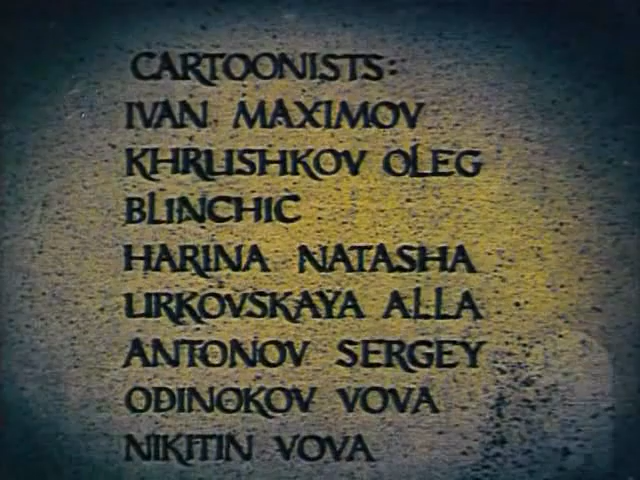 CARTOONISTS:
IVAN MAXIMOV
KHRUSHKOV OLEG
BLINCHIC
HARINA NATASHA
URKOVSKAYA ALLA
ANTONOV SERGEY
ODINOKOV VOVA
NIKITIN VOVA